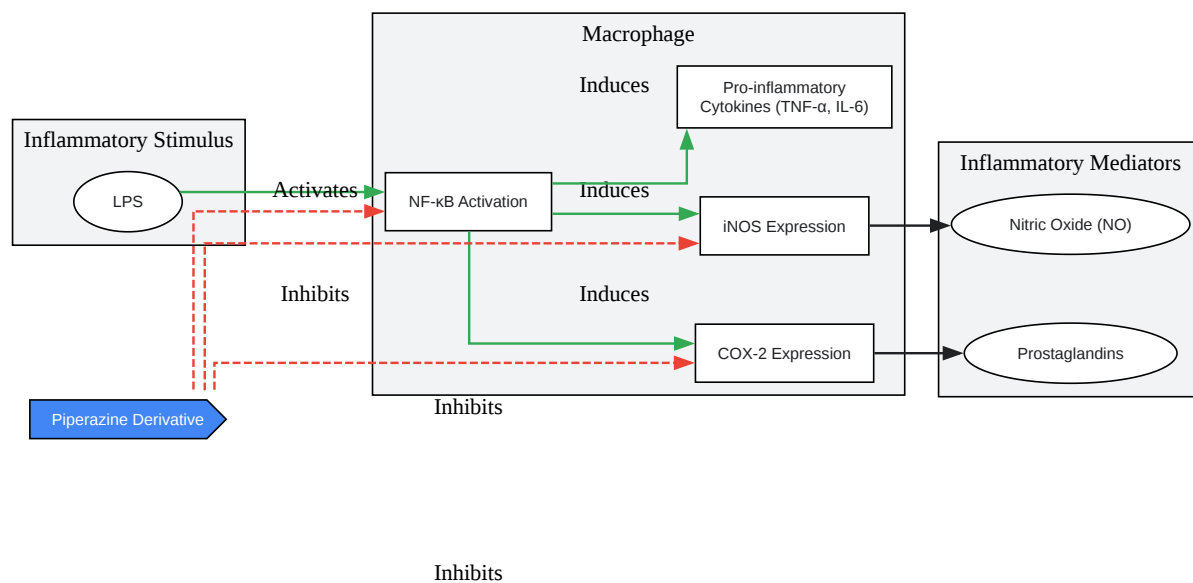 Macrophage
Induces
Pro-inflammatory
Cytokines (TNF-α, IL-6)
Inflammatory Stimulus
LPS
Activates
NF-κB Activation
Induces
iNOS Expression
Inflammatory Mediators
Nitric Oxide (NO)
Inhibits
Induces
COX-2 Expression
Prostaglandins
Piperazine Derivative
Inhibits
Inhibits